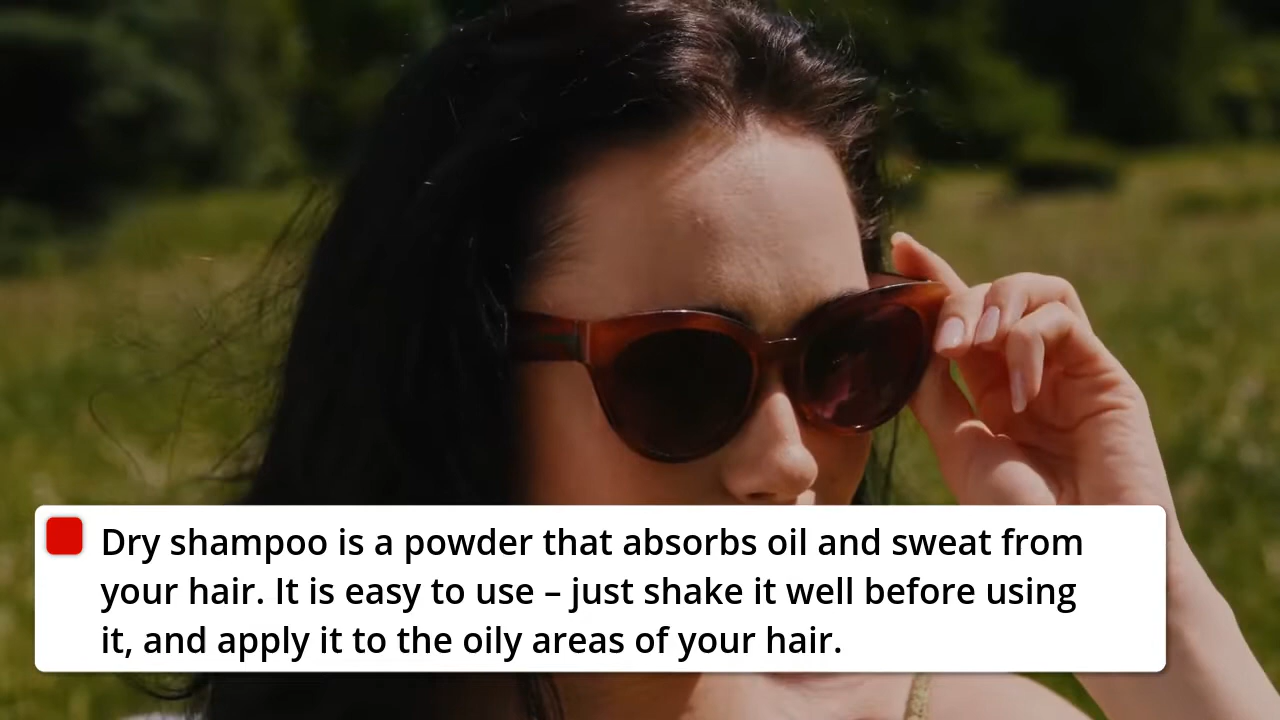 Dry shampoo is a powder that absorbs oil and sweat from
your hair. It is easy to use – just shake it well before using
it, and apply it to the oily areas of your hair.